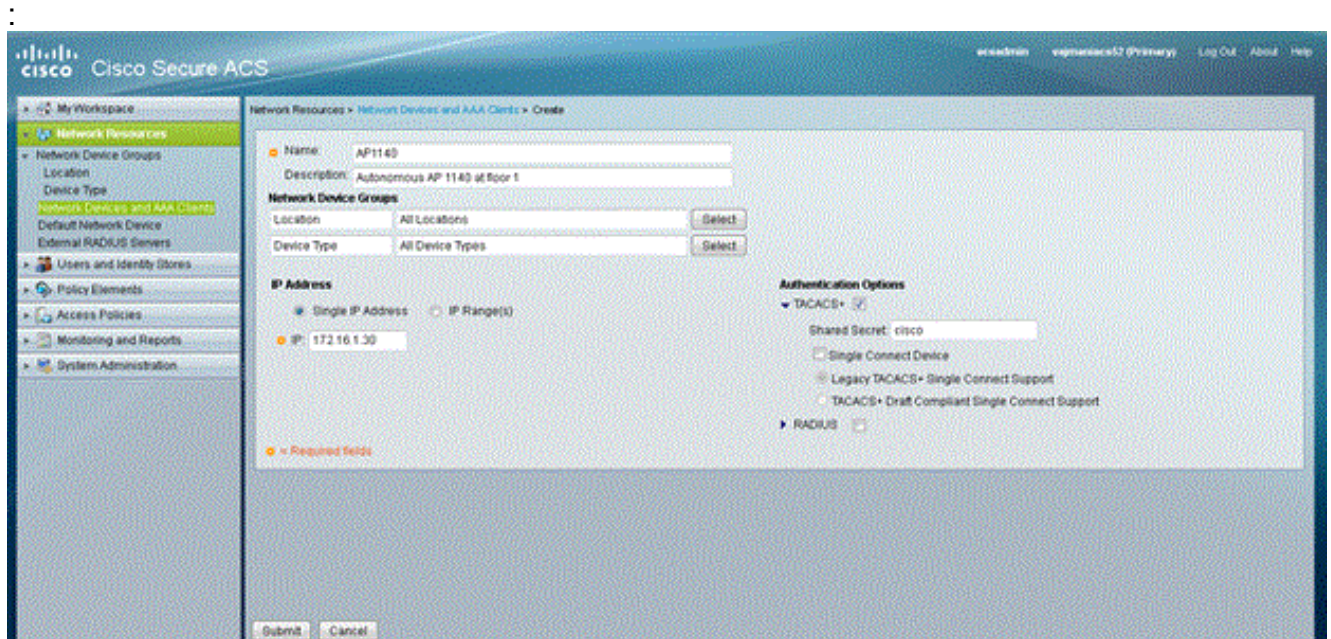 :
cisco Cisco Secure ACS
acsadmin (Primary) Log Out About Help
My Workspace
Network Resources
Network Device Groups
Location
Device Type
Network Devices and AAA Clients
Default Network Device
External RADIUS Servers
Users and Identity Stores
Policy Elements
Access Policies
Monitoring and Reports
System Administration
Network Resources > Network Devices and AAA Clients > Create
Name: AP1140
Description: Autonomous AP 1140 at floor 1
Network Device Groups
Location All Locations Select
Device Type All Device Types Select
IP Address
Single IP Address IP Range(s)
IP: 172.16.1.30
= Required fields
Authentication Options
TACACS+
Shared Secret: cisco
Single Connect Device
Legacy TACACS+ Single Connect Support
TACACS+ Draft Compliant Single Connect Support
RADIUS
Submit Cancel